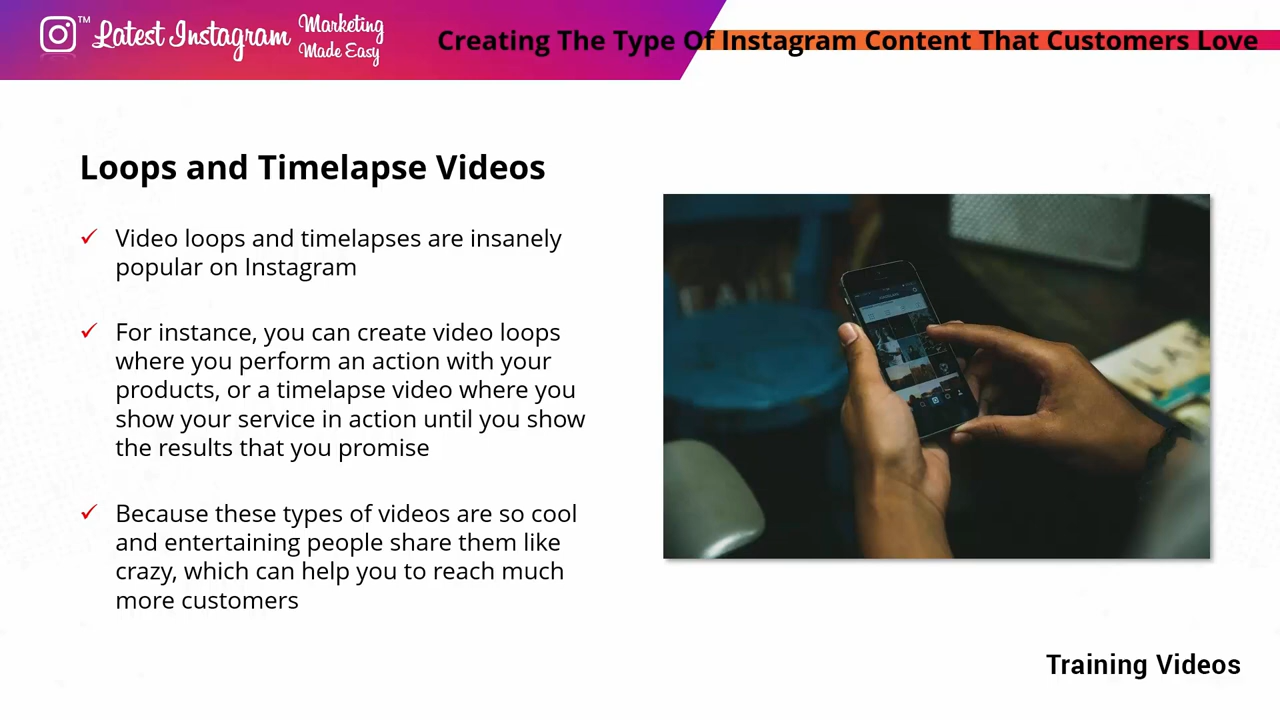 TM
Latest Instagram Marketing
Made Easy
Creating The Type Of Instagram Content That Customers Love
Loops and Timelapse Videos
Video loops and timelapses are insanely
popular on Instagram
For instance, you can create video loops
where you perform an action with your
products, or a timelapse video where you
show your service in action until you show
the results that you promise
Because these types of videos are so cool
and entertaining people share them like
crazy, which can help you to reach much
more customers
Training Videos